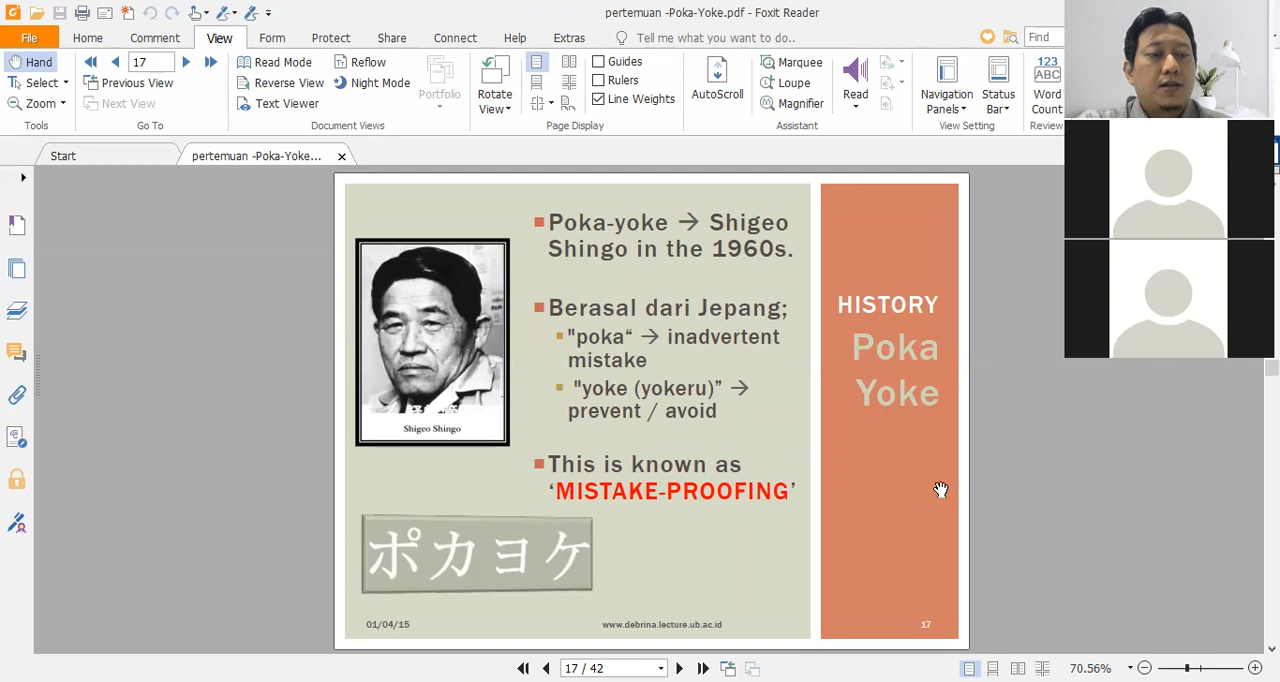 pertemuan -Poka-Yoke.pdf - Foxit Reader
File Home Comment View Form Protect Share Connect Help Extras Tell me what you want to do.. Find
Hand
Select
Zoom
Tools
17
Previous View
Next View
Go To
Read Mode
Reverse View
Text Viewer
Reflow
Night Mode
Portfolio
Document Views
Rotate
View
Guides
Rulers
Line Weights
Page Display
AutoScroll
Marquee
Loupe
Magnifier
Read
Assistant
Navigation
Panels
Status
Bar
View Setting
123
ABC
Word
Count
Review
Start
pertemuan -Poka-Yoke...
Poka-yoke → Shigeo
Shingo in the 1960s.
Berasal dari Jepang;
"poka“ → inadvertent
mistake
"yoke (yokeru)” →
prevent / avoid
This is known as
‘MISTAKE-PROOFING’
Shigeo Shingo
ポカヨケ
HISTORY
Poka
Yoke
01/04/15
www.debrina.lecture.ub.ac.id
17
17 / 42
70.56%